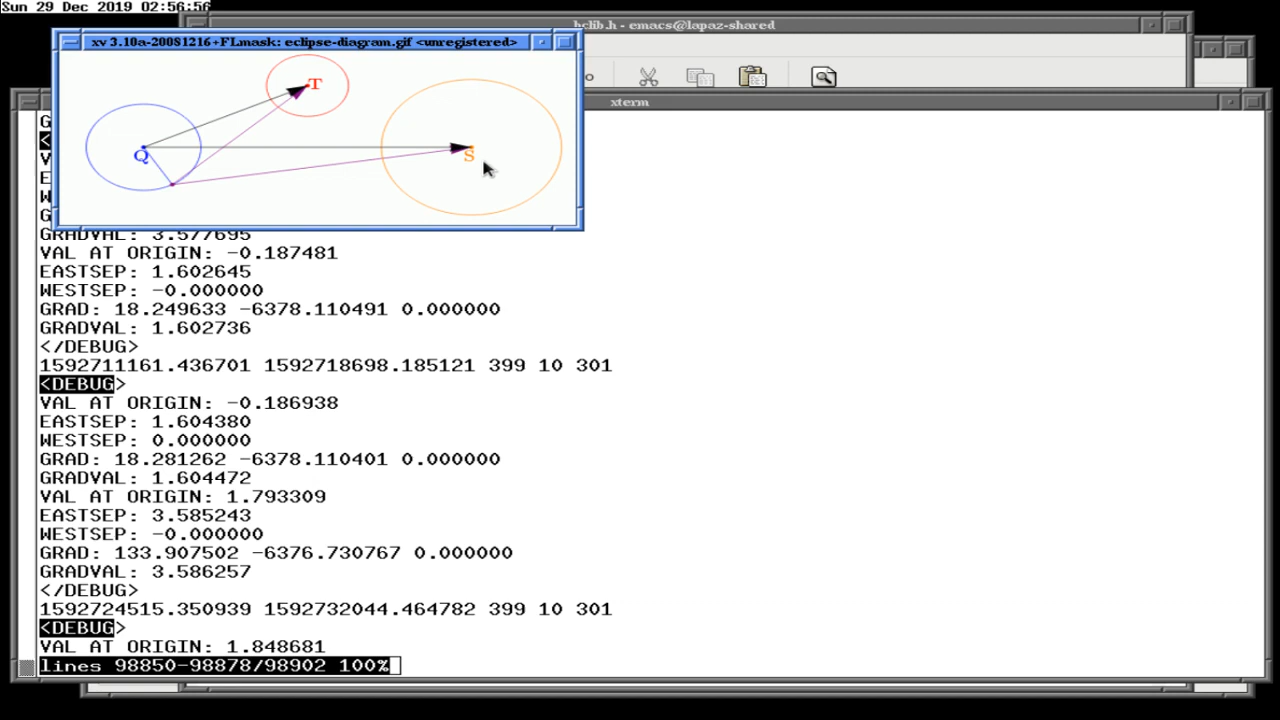 Sun 29 Dec 2019 02:56:56
bclib.h - emacs@lapaz-shared
xv 3.10a-20081216+FLmask: eclipse-diagram.gif <unregistered>
xterm
T
Q
S
GRADVAL: 3.577695
VAL AT ORIGIN: -0.187481
EASTSEP: 1.602645
WESTSEP: -0.000000
GRAD: 18.249633 -6378.110491 0.000000
GRADVAL: 1.602736
</DEBUG>
1592711161.436701 1592718698.185121 399 10 301
<DEBUG>
VAL AT ORIGIN: -0.186938
EASTSEP: 1.604380
WESTSEP: 0.000000
GRAD: 18.281262 -6378.110401 0.000000
GRADVAL: 1.604472
VAL AT ORIGIN: 1.793309
EASTSEP: 3.585243
WESTSEP: -0.000000
GRAD: 133.907502 -6376.730767 0.000000
GRADVAL: 3.586257
</DEBUG>
1592724515.350939 1592732044.464782 399 10 301
<DEBUG>
VAL AT ORIGIN: 1.848681
lines 98850-98878/98902 100%